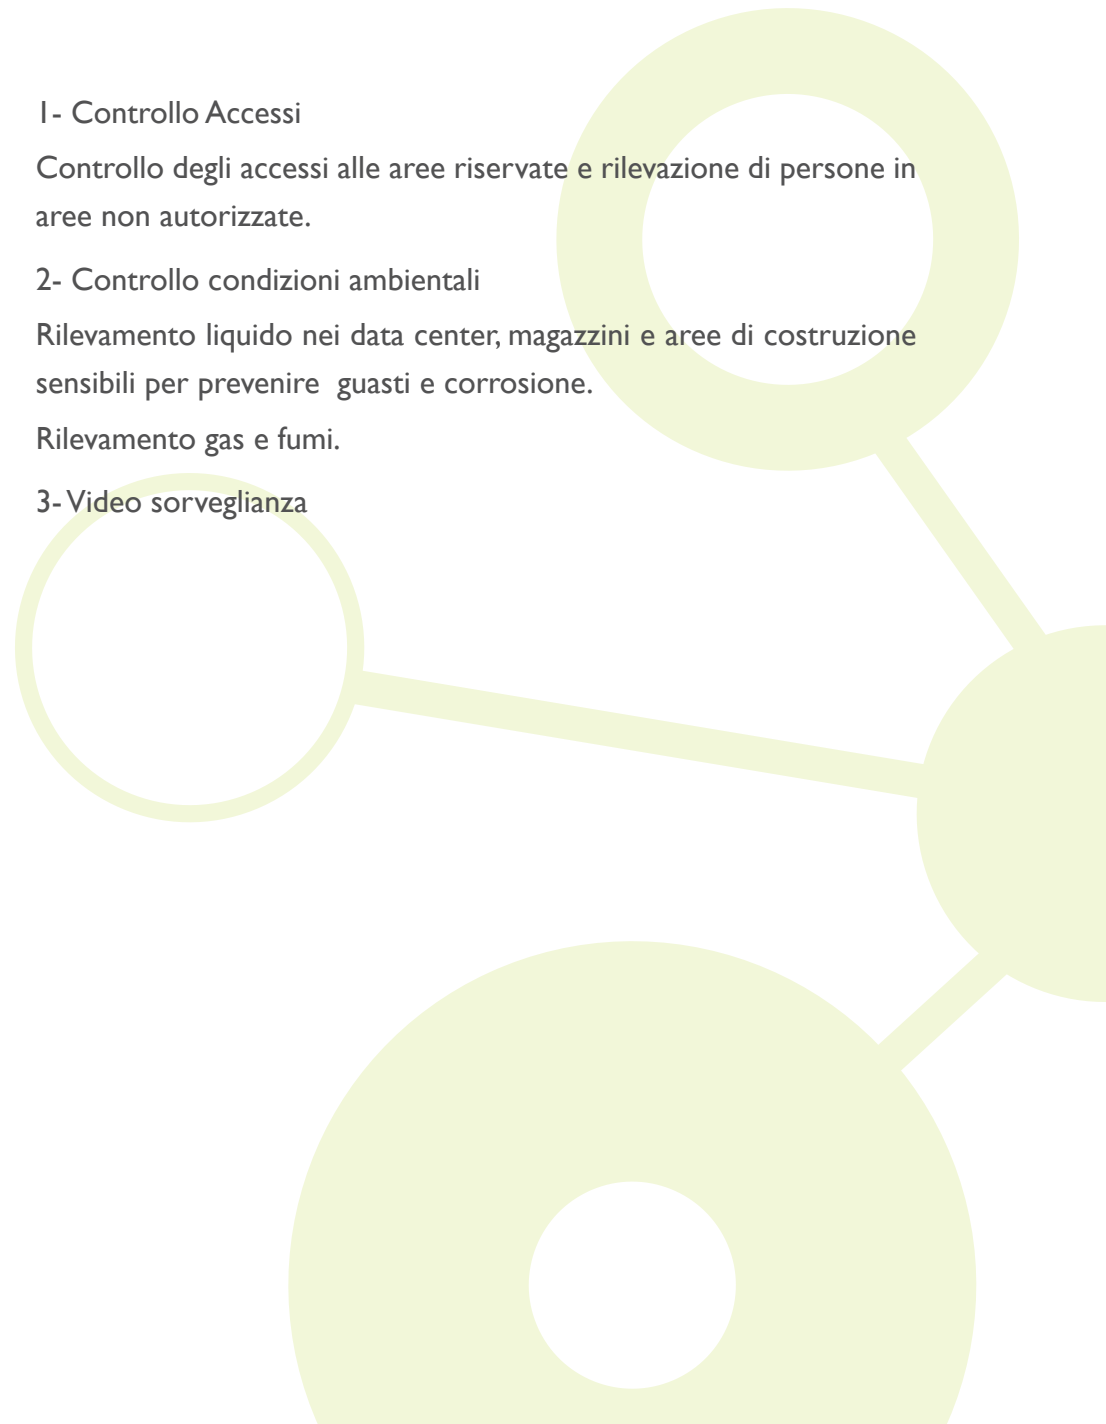 1- Controllo Accessi
Controllo degli accessi alle aree riservate e rilevazione di persone in
aree non autorizzate.
2- Controllo condizioni ambientali
Rilevamento liquido nei data center, magazzini e aree di costruzione
sensibili per prevenire  guasti e corrosione.
Rilevamento gas e fumi.
3- Video sorveglianza